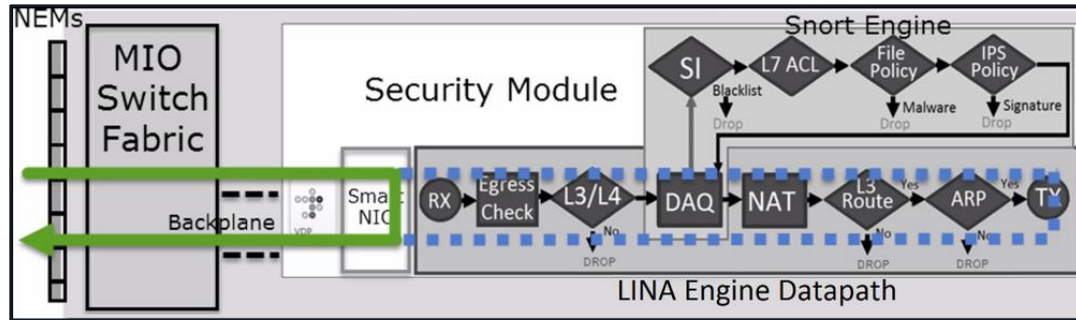 NEMs
MIO
Switch
Fabric
Security Module
Snort Engine
SI
L7 ACL
File
Policy
IPS
Policy
Blacklist
Malware
Signature
Drop
Drop
Drop
Backplane
VDP
Smart
NIC
RX
Egress
Check
L3/L4
DAQ
NAT
L3
Route
Yes
ARP
Yes
TX
No
No
No
DROP
DROP
DROP
LINA Engine Datapath